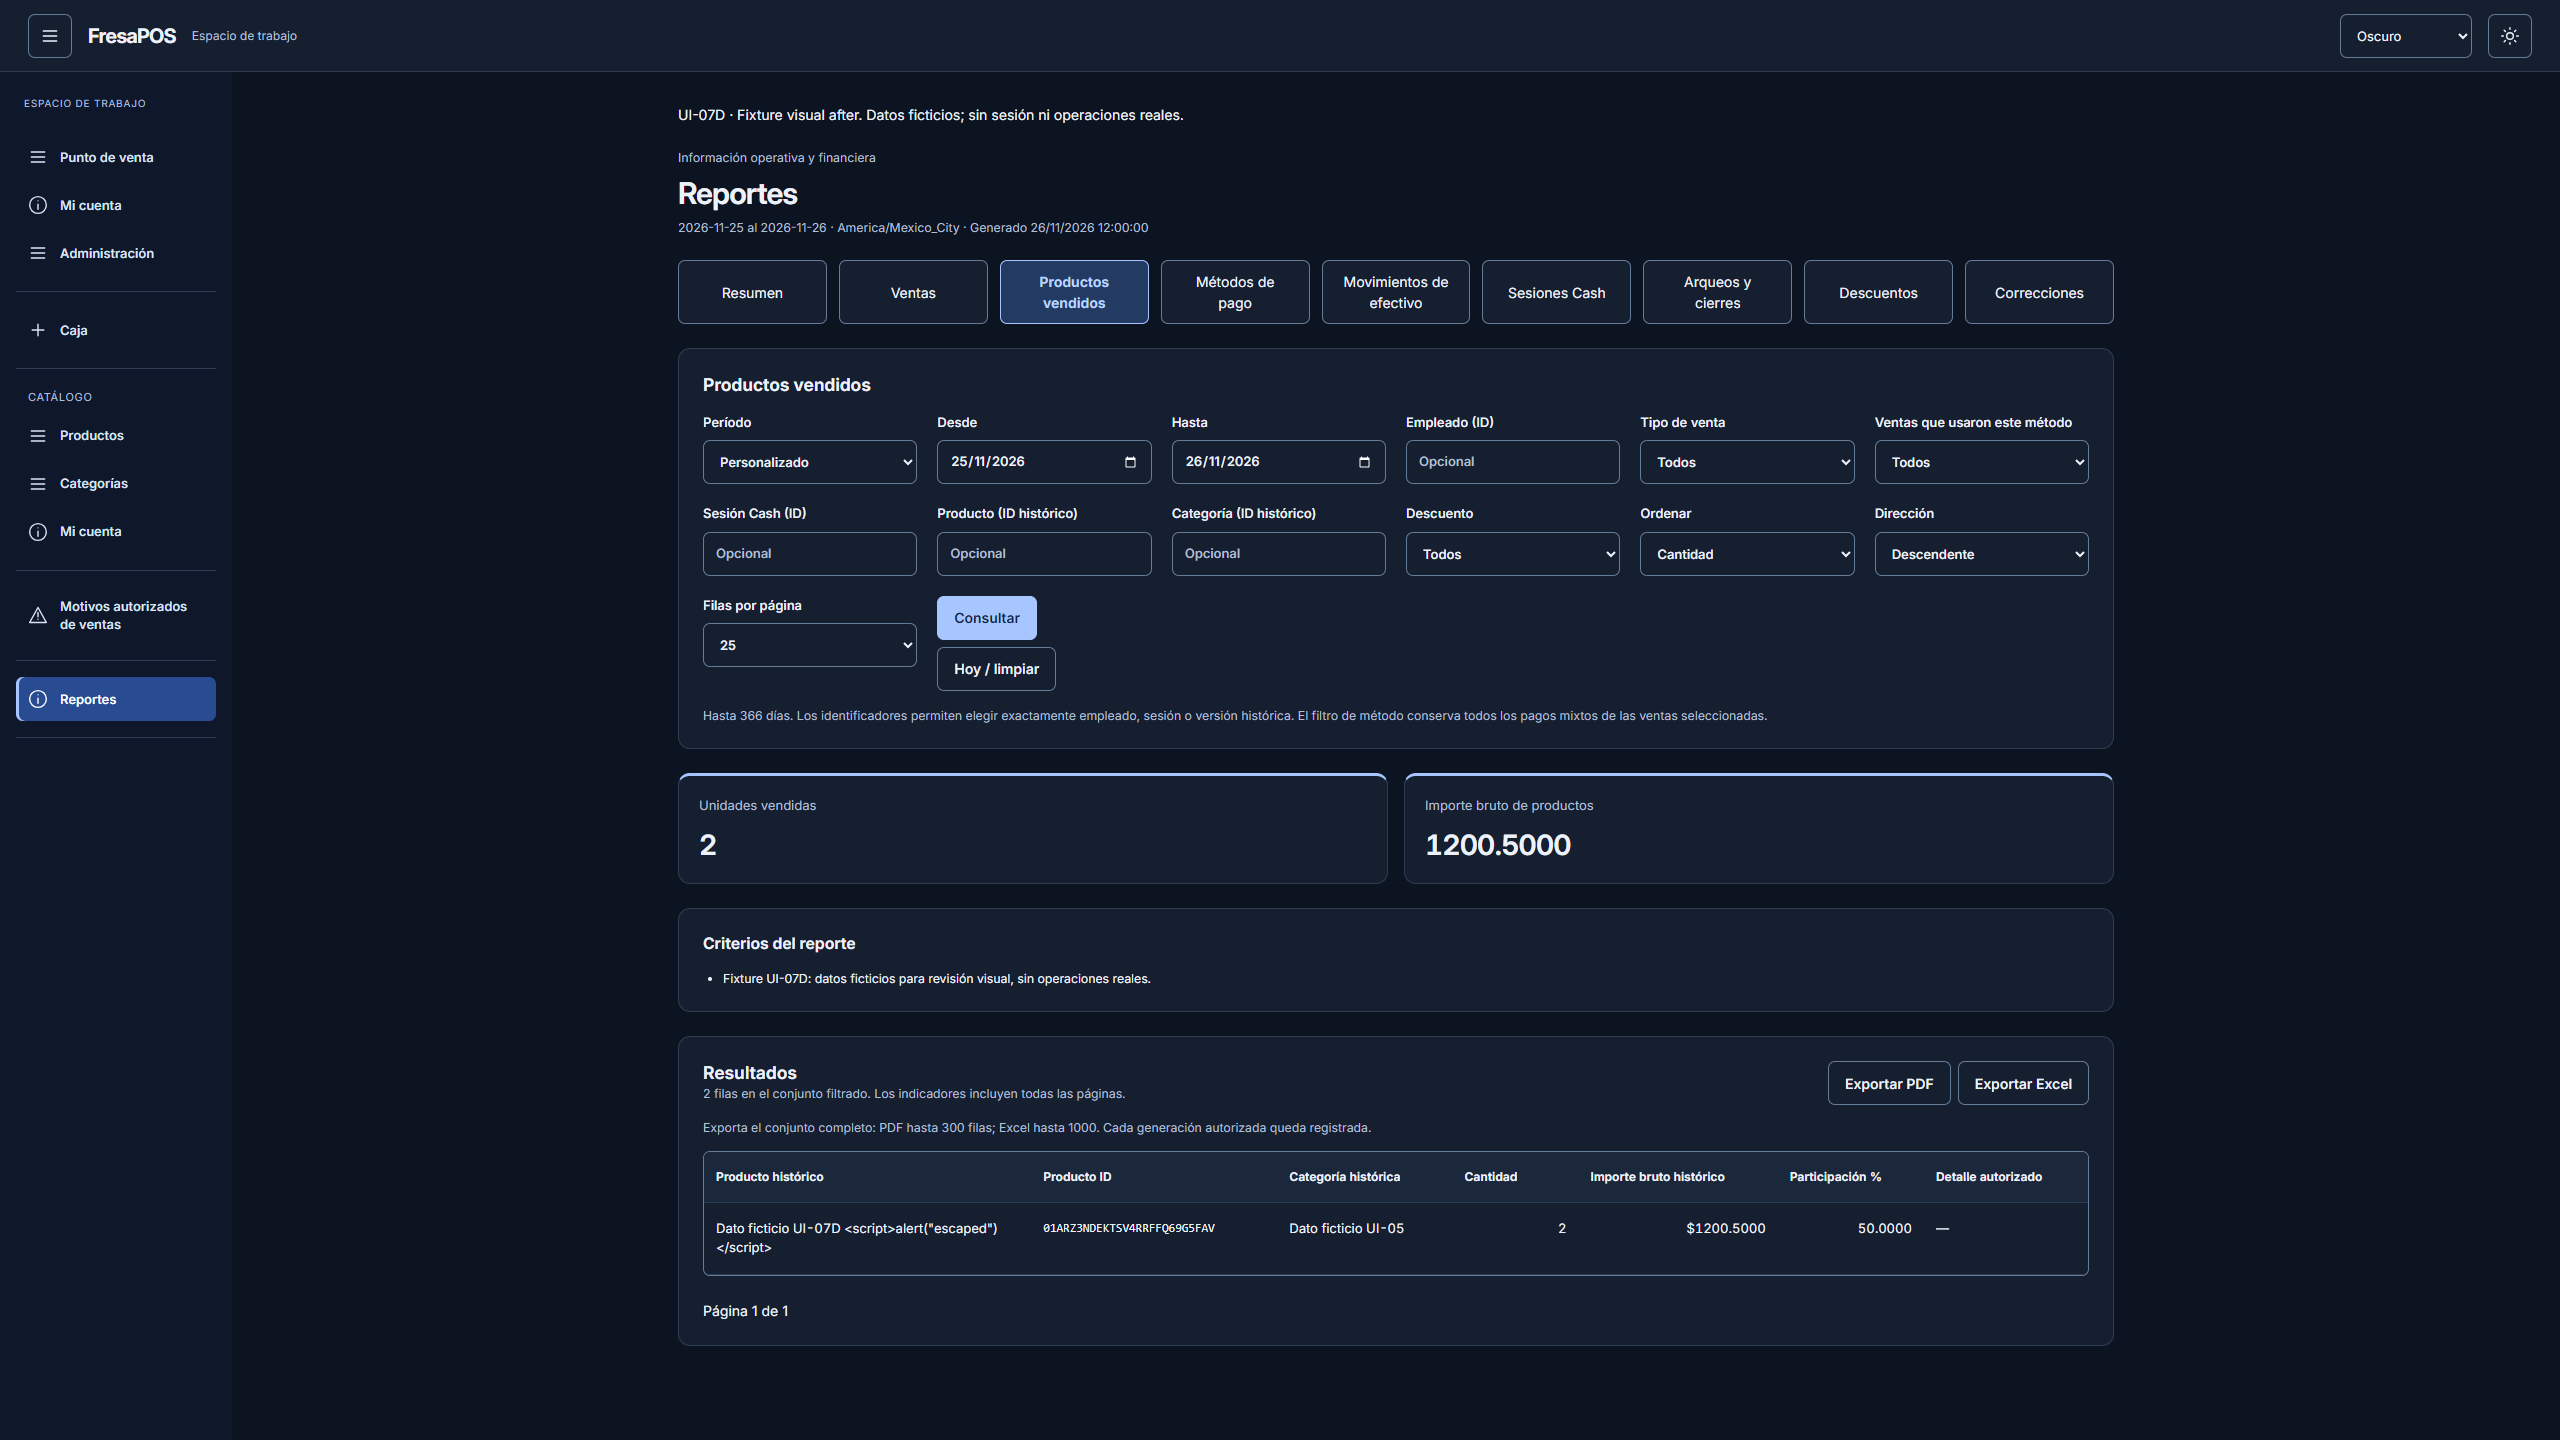 FresaPOS Espacio de trabajo
Oscuro
ESPACIO DE TRABAJO
Punto de venta
Mi cuenta
Administración
Caja
CATÁLOGO
Productos
Categorías
Mi cuenta
Motivos autorizados
de ventas
Reportes
UI-07D · Fixture visual after. Datos ficticios; sin sesión ni operaciones reales.
Información operativa y financiera
Reportes
2026-11-25 al 2026-11-26 · America/Mexico_City · Generado 26/11/2026 12:00:00
Resumen
Ventas
Productos
vendidos
Métodos de
pago
Movimientos de
efectivo
Sesiones Cash
Arqueos y
cierres
Descuentos
Correcciones
Productos vendidos
Período Desde Hasta Empleado (ID) Tipo de venta Ventas que usaron este método
Personalizado 25/11/2026 26/11/2026 Opcional Todos Todos
Sesión Cash (ID) Producto (ID histórico) Categoría (ID histórico) Descuento Ordenar Dirección
Opcional Opcional Opcional Todos Cantidad Descendente
Filas por página
25
Consultar
Hoy / limpiar
Hasta 366 días. Los identificadores permiten elegir exactamente empleado, sesión o versión histórica. El filtro de método conserva todos los pagos mixtos de las ventas seleccionadas.
Unidades vendidas
2
Importe bruto de productos
1200.5000
Criterios del reporte
• Fixture UI-07D: datos ficticios para revisión visual, sin operaciones reales.
Resultados
2 filas en el conjunto filtrado. Los indicadores incluyen todas las páginas.
Exportar PDF Exportar Excel
Exporta el conjunto completo: PDF hasta 300 filas; Excel hasta 1000. Cada generación autorizada queda registrada.
Producto histórico Producto ID Categoría histórica Cantidad Importe bruto histórico Participación % Detalle autorizado
Dato ficticio UI-07D <script>alert("escaped")
</script>
01ARZ3NDEKTSV4RRFFQ69G5FAV Dato ficticio UI-05 2 $1200.5000 50.0000 —
Página 1 de 1